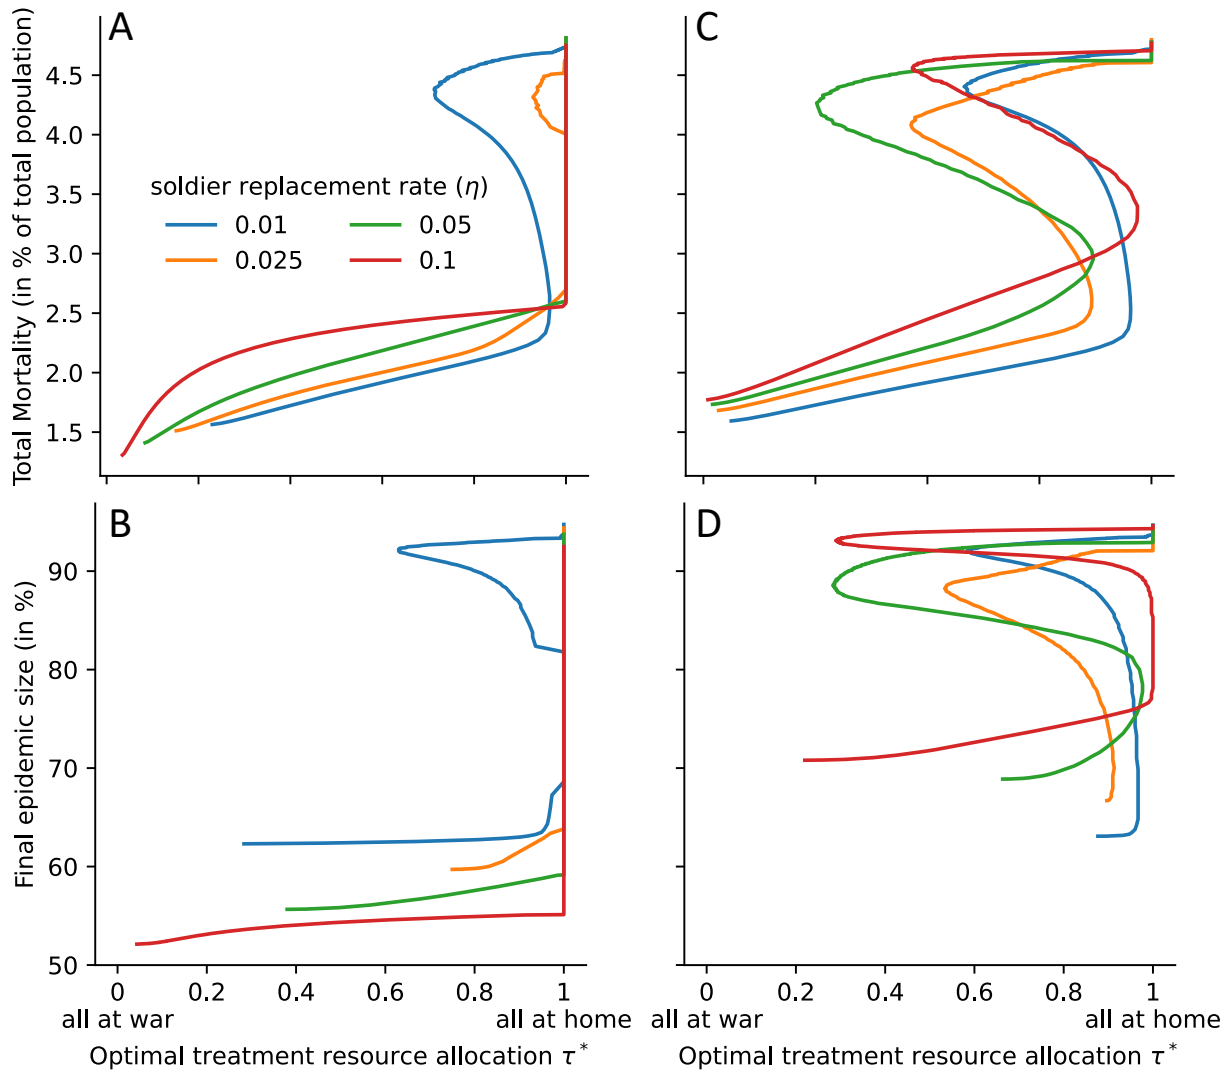 A
C
Total Mortality (in % of total population)
4.5
4.0
3.5
3.0
2.5
2.0
1.5
soldier replacement rate (η)
0.01
0.05
0.025
0.1
B
D
Final epidemic size (in %)
90
80
70
60
50
0
0.2
0.4
0.6
0.8
1
all at war
all at home
Optimal treatment resource allocation τ*
0
0.2
0.4
0.6
0.8
1
all at war
all at home
Optimal treatment resource allocation τ*